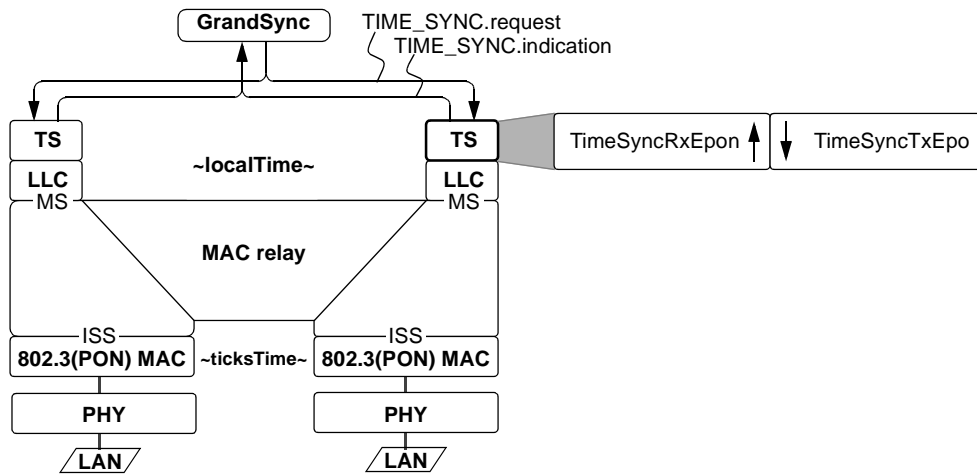 GrandSync
TIME_SYNC.request
TIME_SYNC.indication
TS
TS
TimeSyncRxEpon
TimeSyncTxEpo
~localTime~
LLC
LLC
MS
MS
MAC relay
ISS
ISS
802.3(PON) MAC
~ticksTime~
802.3(PON) MAC
PHY
PHY
LAN
LAN